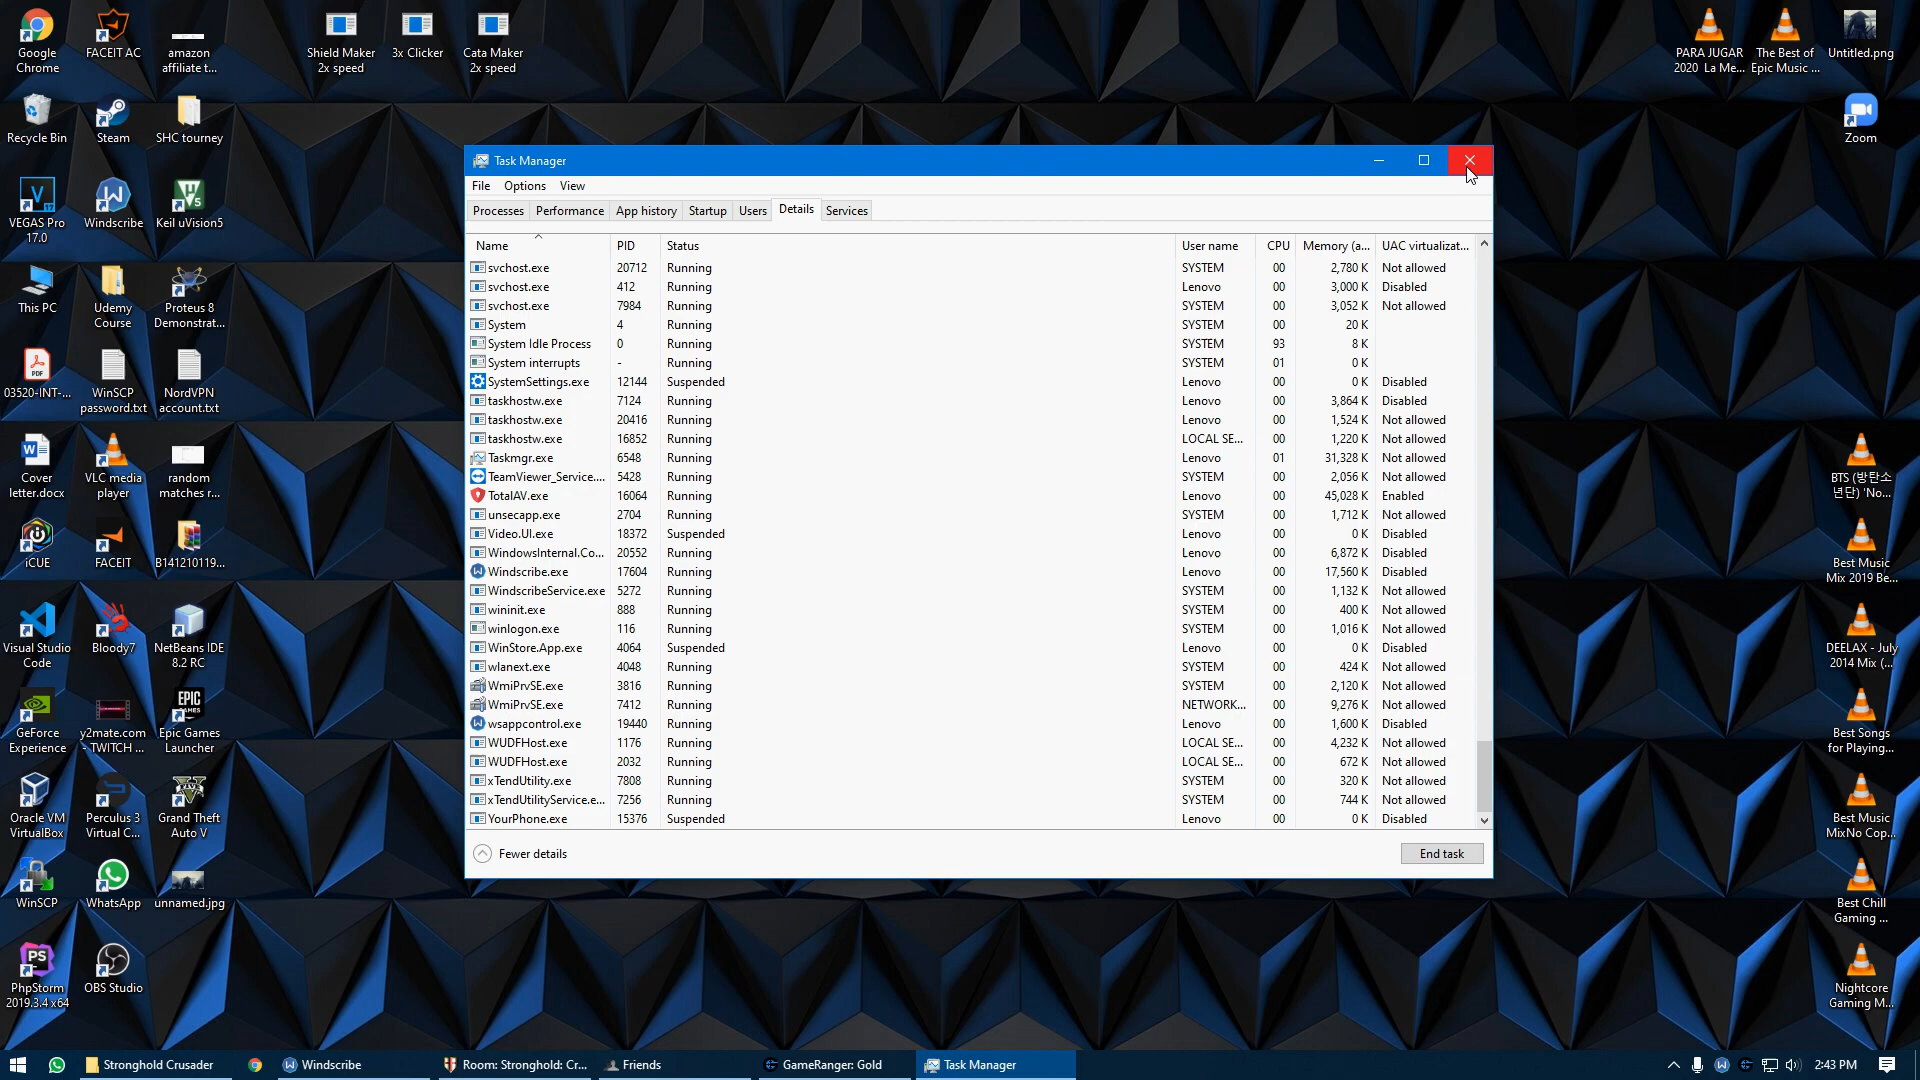 Google
Chrome
FACEIT AC
amazon
affiliate t...
Shield Maker
2x speed
3x Clicker
Cata Maker
2x speed
PARA JUGAR
2020 La Me...
The Best of
Epic Music ...
Untitled.png
Recycle Bin
Steam
SHC tourney
Zoom
VEGAS Pro
17.0
Windscribe
Keil uVision5
This PC
Udemy
Course
Proteus 8
Demonstrat...
03520-INT-...
WinSCP
password.txt
NordVPN
account.txt
Cover
letter.docx
VLC media
player
random
matches r...
iCUE
FACEIT
B141210119...
Visual Studio
Code
Bloody7
NetBeans IDE
8.2 RC
GeForce
Experience
y2mate.com
- TWITCH ...
Epic Games
Launcher
Oracle VM
VirtualBox
Perculus 3
Virtual C...
Grand Theft
Auto V
WinSCP
WhatsApp
unnamed.jpg
PhpStorm
2019.3.4 x64
OBS Studio
BTS (방탄소
년단) 'No...
Best Music
Mix 2019 Be...
DEELAX - July
2014 Mix (...
Best Songs
for Playing...
Best Music
MixNo Cop...
Best Chill
Gaming ...
Nightcore
Gaming M...
Task Manager
File Options View
Processes Performance App history Startup Users Details Services
Name PID Status User name CPU Memory (a... UAC virtualizat...
svchost.exe 20712 Running SYSTEM 00 2,780 K Not allowed
svchost.exe 412 Running Lenovo 00 3,000 K Disabled
svchost.exe 7984 Running SYSTEM 00 3,052 K Not allowed
System 4 Running SYSTEM 00 20 K
System Idle Process 0 Running SYSTEM 93 8 K
System interrupts - Running SYSTEM 01 0 K
SystemSettings.exe 12144 Suspended Lenovo 00 0 K Disabled
taskhostw.exe 7124 Running Lenovo 00 3,864 K Disabled
taskhostw.exe 20416 Running Lenovo 00 1,524 K Not allowed
taskhostw.exe 16852 Running LOCAL SE... 00 1,220 K Not allowed
Taskmgr.exe 6548 Running Lenovo 01 31,328 K Not allowed
TeamViewer_Service.... 5428 Running SYSTEM 00 2,056 K Not allowed
TotalAV.exe 16064 Running Lenovo 00 45,028 K Enabled
unsecapp.exe 2704 Running SYSTEM 00 1,712 K Not allowed
Video.UI.exe 18372 Suspended Lenovo 00 0 K Disabled
WindowsInternal.Co... 20552 Running Lenovo 00 6,872 K Disabled
Windscribe.exe 17604 Running Lenovo 00 17,560 K Disabled
WindscribeService.exe 5272 Running SYSTEM 00 1,132 K Not allowed
wininit.exe 888 Running SYSTEM 00 400 K Not allowed
winlogon.exe 116 Running SYSTEM 00 1,016 K Not allowed
WinStore.App.exe 4064 Suspended Lenovo 00 0 K Disabled
wlanext.exe 4048 Running SYSTEM 00 424 K Not allowed
WmiPrvSE.exe 3816 Running SYSTEM 00 2,120 K Not allowed
WmiPrvSE.exe 7412 Running NETWORK... 00 9,276 K Not allowed
wsappcontrol.exe 19440 Running Lenovo 00 1,600 K Disabled
WUDFHost.exe 1176 Running LOCAL SE... 00 4,232 K Not allowed
WUDFHost.exe 2032 Running LOCAL SE... 00 672 K Not allowed
xTendUtility.exe 7808 Running SYSTEM 00 320 K Not allowed
xTendUtilityService.e... 7256 Running SYSTEM 00 744 K Not allowed
YourPhone.exe 15376 Suspended Lenovo 00 0 K Disabled
Fewer details End task
Stronghold Crusader Windscribe Room: Stronghold: Cr... Friends GameRanger: Gold Task Manager 2:43 PM